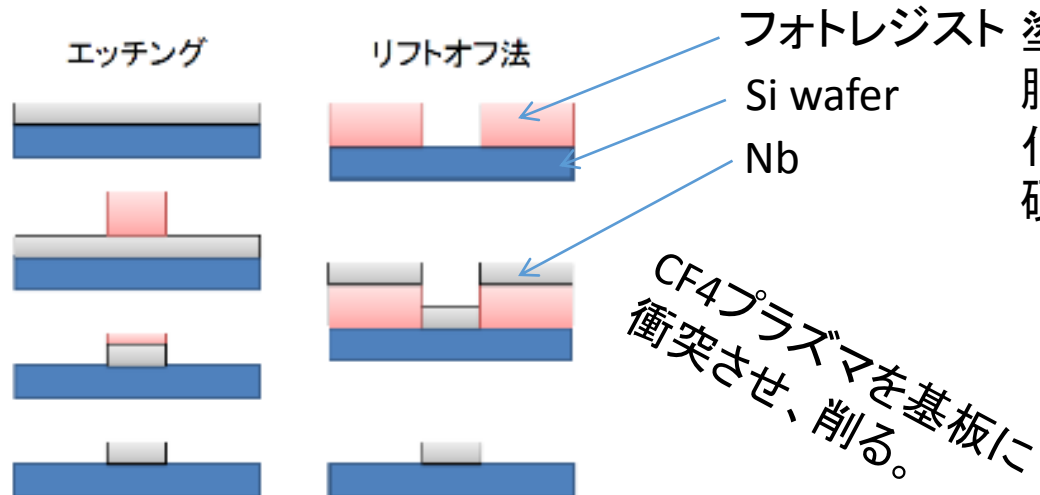 エッチング
リフトオフ法
フォトレジスト
Si wafer
Nb
CF4プラズマを基板に
衝突させ、削る。